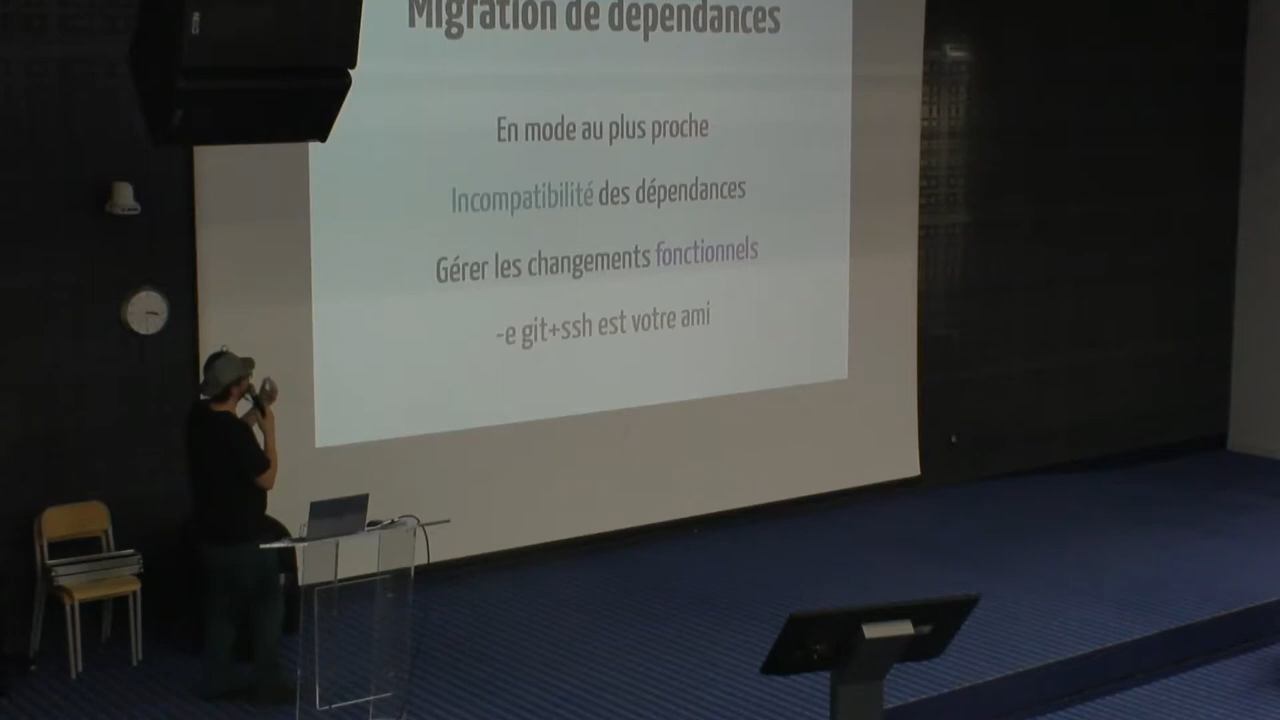 Migration de dépendances
En mode au plus proche
Incompatibilité des dépendances
Gérer les changements fonctionnels
-e git+ssh est votre ami